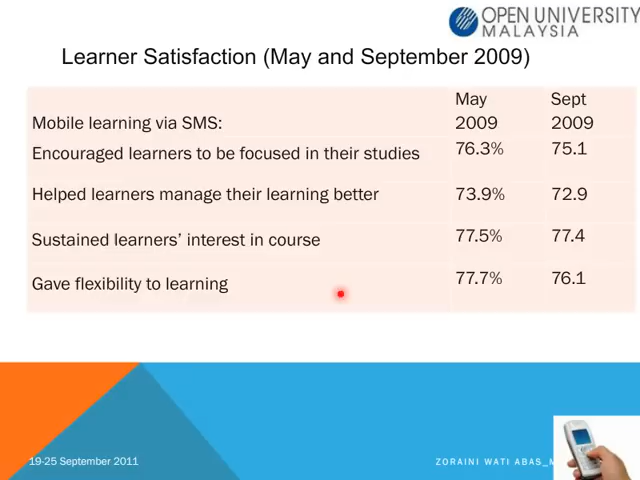 OPEN UNIVERSITY
MALAYSIA
Learner Satisfaction (May and September 2009)
Mobile learning via SMS: May 2009 Sept 2009
Encouraged learners to be focused in their studies 76.3% 75.1
Helped learners manage their learning better 73.9% 72.9
Sustained learners' interest in course 77.5% 77.4
Gave flexibility to learning 77.7% 76.1
19-25 September 2011 ZORAINI WATI ABAS_M